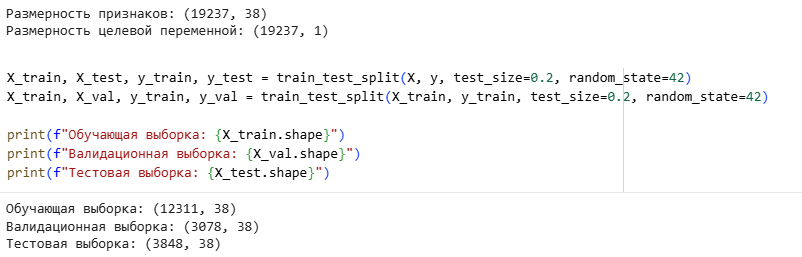 Размерность признаков: (19237, 38)
Размерность целевой переменной: (19237, 1)
X_train, X_test, y_train, y_test = train_test_split(X, y, test_size=0.2, random_state=42)
X_train, X_val, y_train, y_val = train_test_split(X_train, y_train, test_size=0.2, random_state=42)
print(f"Обучающая выборка: {X_train.shape}")
print(f"Валидационная выборка: {X_val.shape}")
print(f"Тестовая выборка: {X_test.shape}")
Обучающая выборка: (12311, 38)
Валидационная выборка: (3078, 38)
Тестовая выборка: (3848, 38)